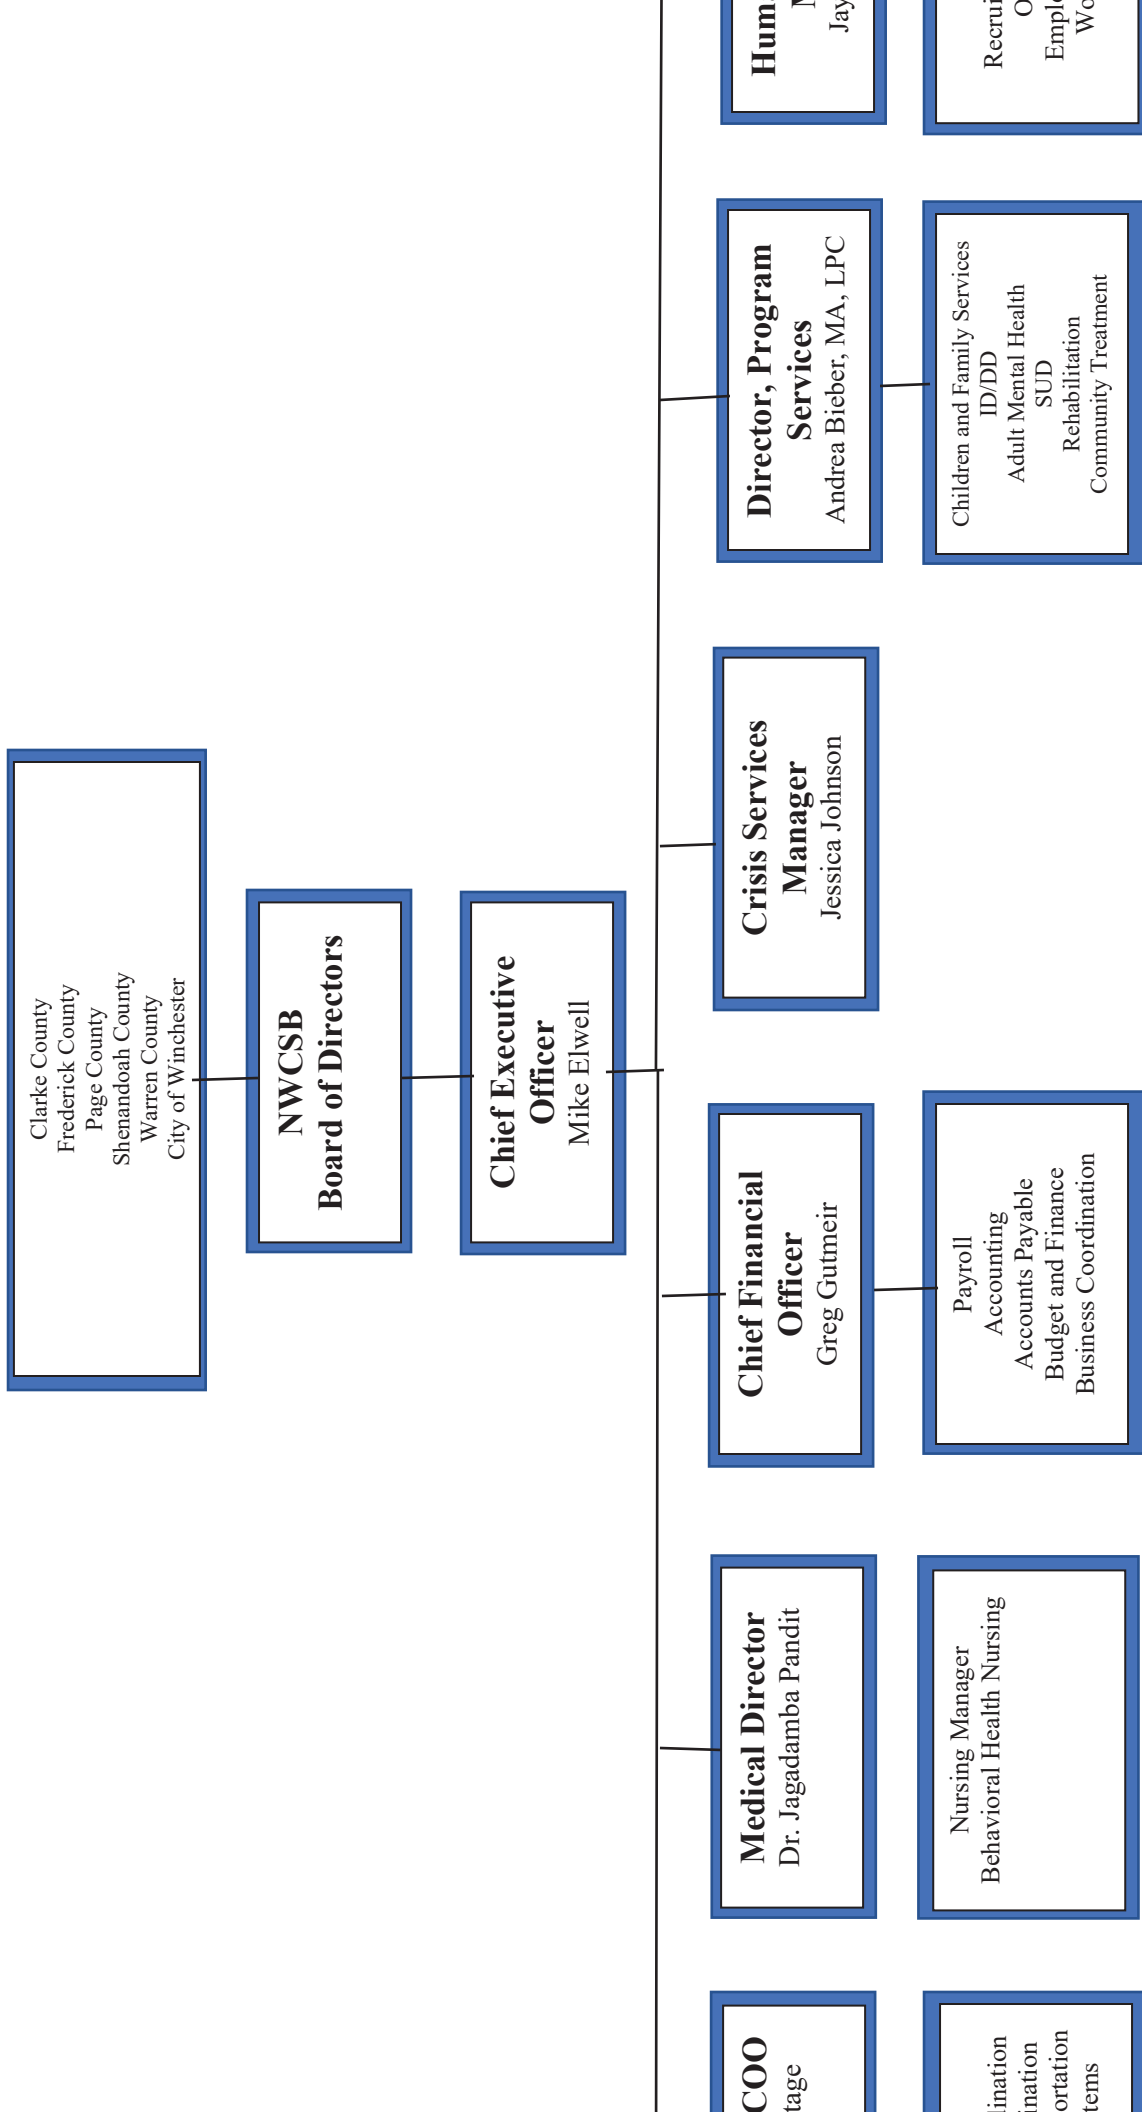 Clarke County
Frederick County
Page County
Shenandoah County
Warren County
City of Winchester
NWCSB
Board of Directors
Chief Executive
Officer
Mike Elwell
COO
Medical Director
Dr. Jagadamba Pandit
Nursing Manager
Behavioral Health Nursing
Chief Financial
Officer
Greg Gutmeir
Payroll
Accounting
Accounts Payable
Budget and Finance
Business Coordination
Crisis Services
Manager
Jessica Johnson
Director, Program
Services
Andrea Bieber, MA, LPC
Children and Family Services
ID/DD
Adult Mental Health
SUD
Rehabilitation
Community Treatment